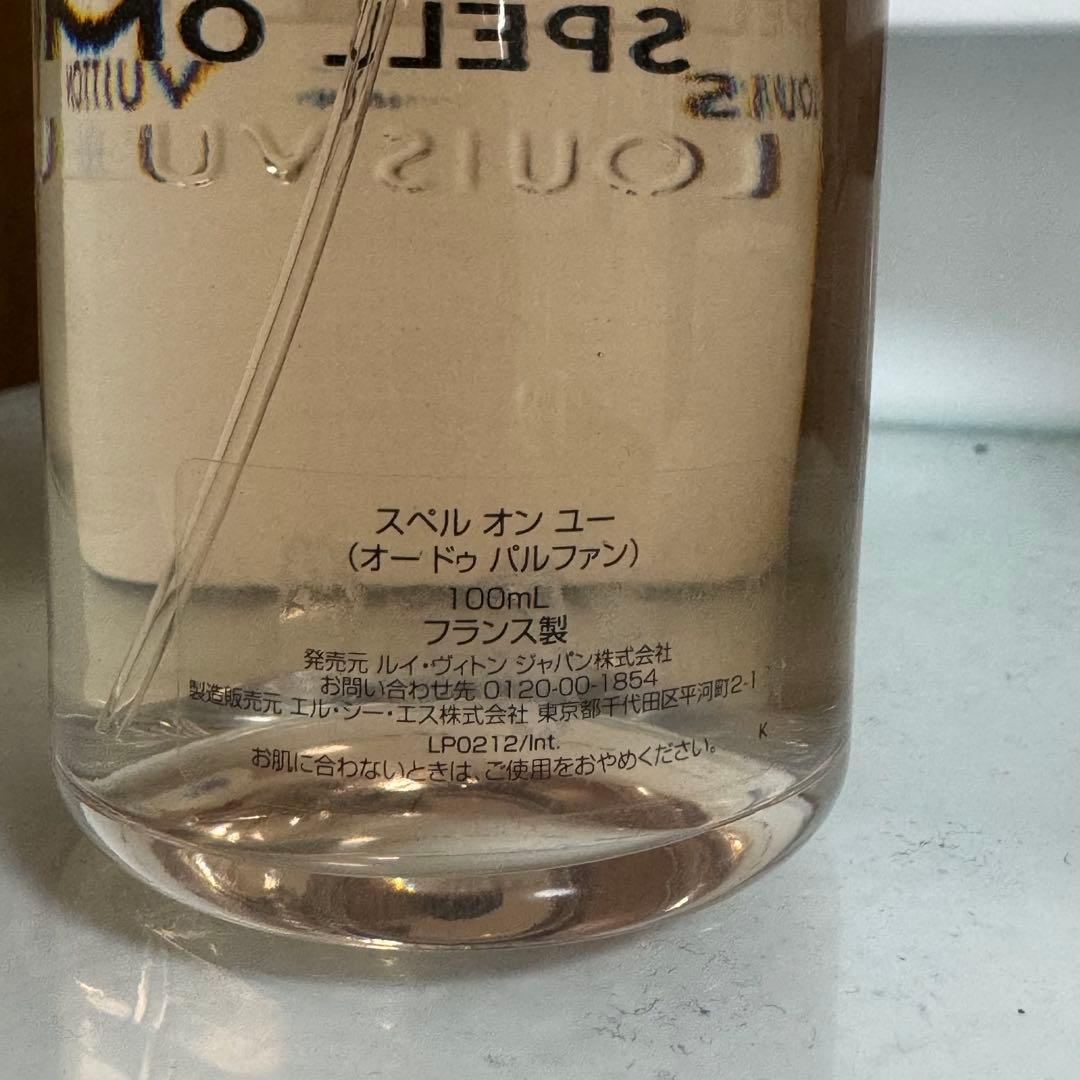 SPELL ON
LOUIS VUITTON
LOUIS VU
スペル オン ユー
(オー ドゥ パルファン)
100mL
フランス製
発売元 ルイ・ヴィトン ジャパン株式会社
お問い合わせ先 0120-00-1854
製造販売元 エル・シー・エス株式会社 東京都千代田区平河町2-1
LP0212/Int.
K
お肌に合わないときは、ご使用をおやめください。